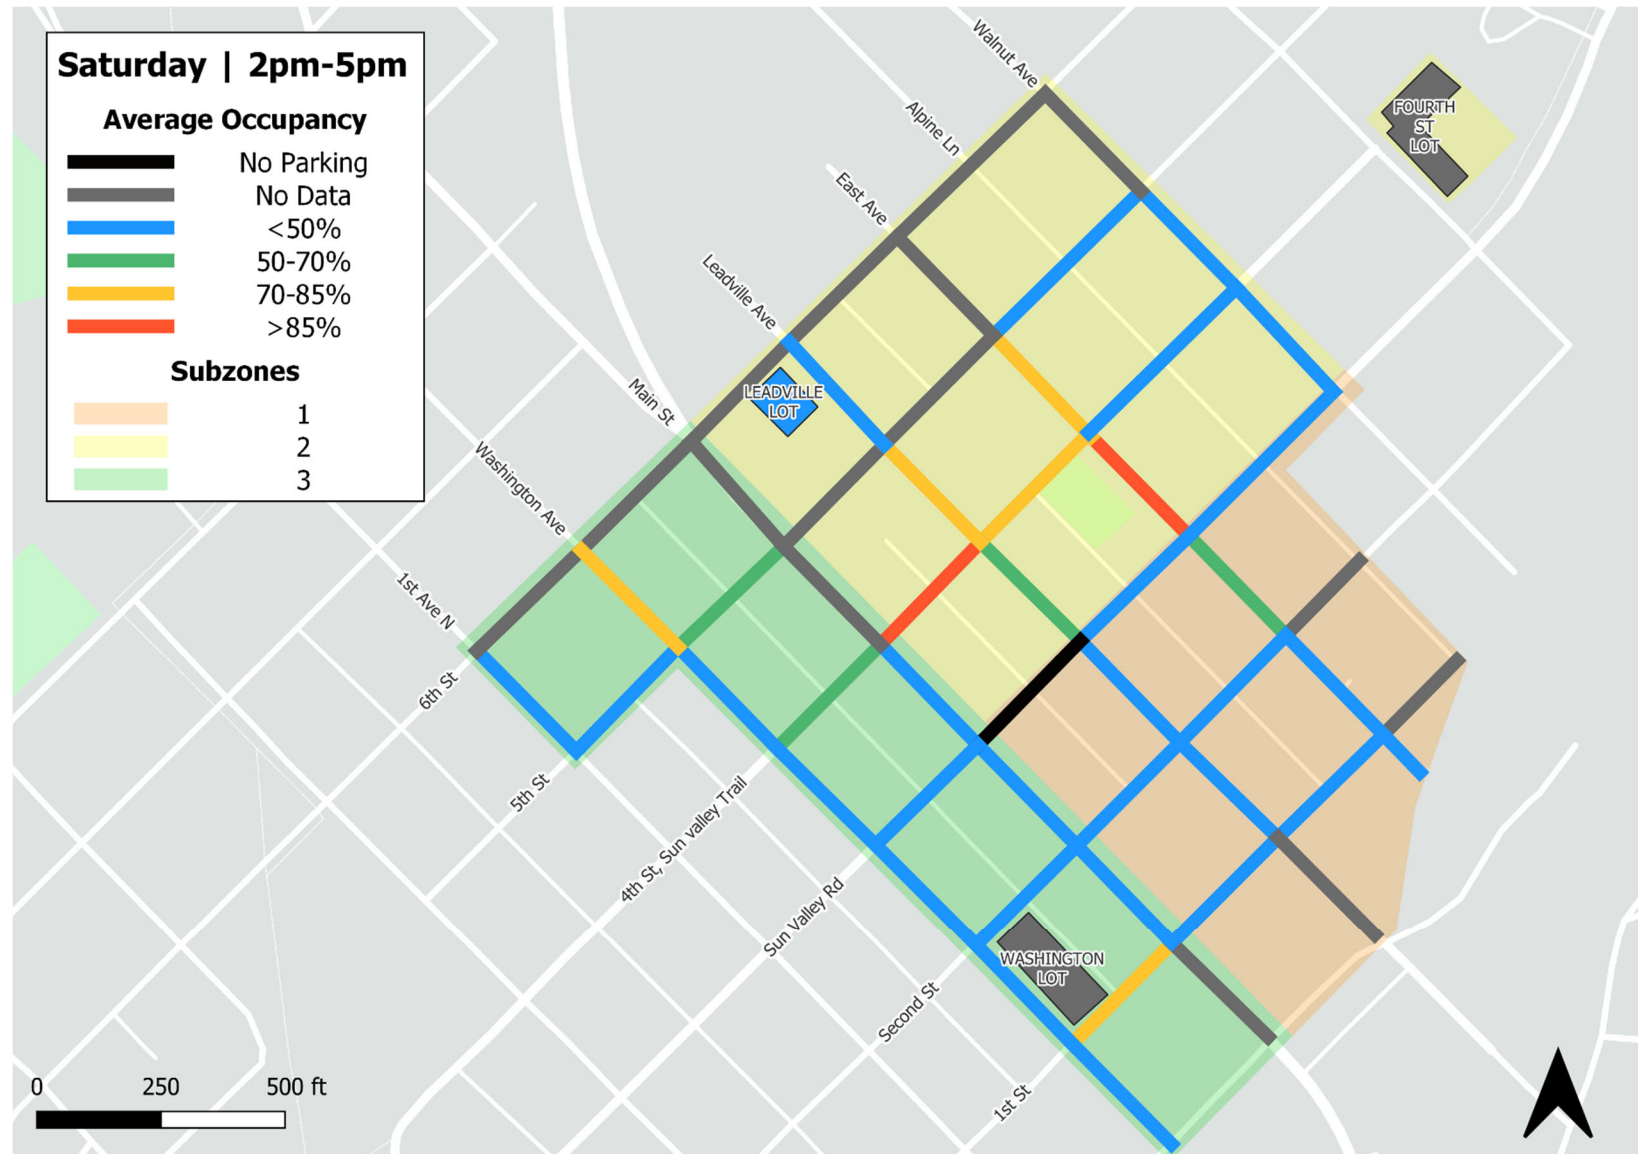 Saturday | 2pm-5pm
Average Occupancy
No Parking
No Data
<50%
50-70%
70-85%
>85%
Subzones
1
2
3
Walnut Ave
Alpine Ln
East Ave
Leadville Ave
Main St
Washington Ave
1st Ave N
6th St
5th St
4th St, Sun valley Trail
Sun Valley Rd
Second St
1st St
FOURTH
ST
LOT
LEADVILLE
LOT
WASHINGTON
LOT
0 250 500 ft